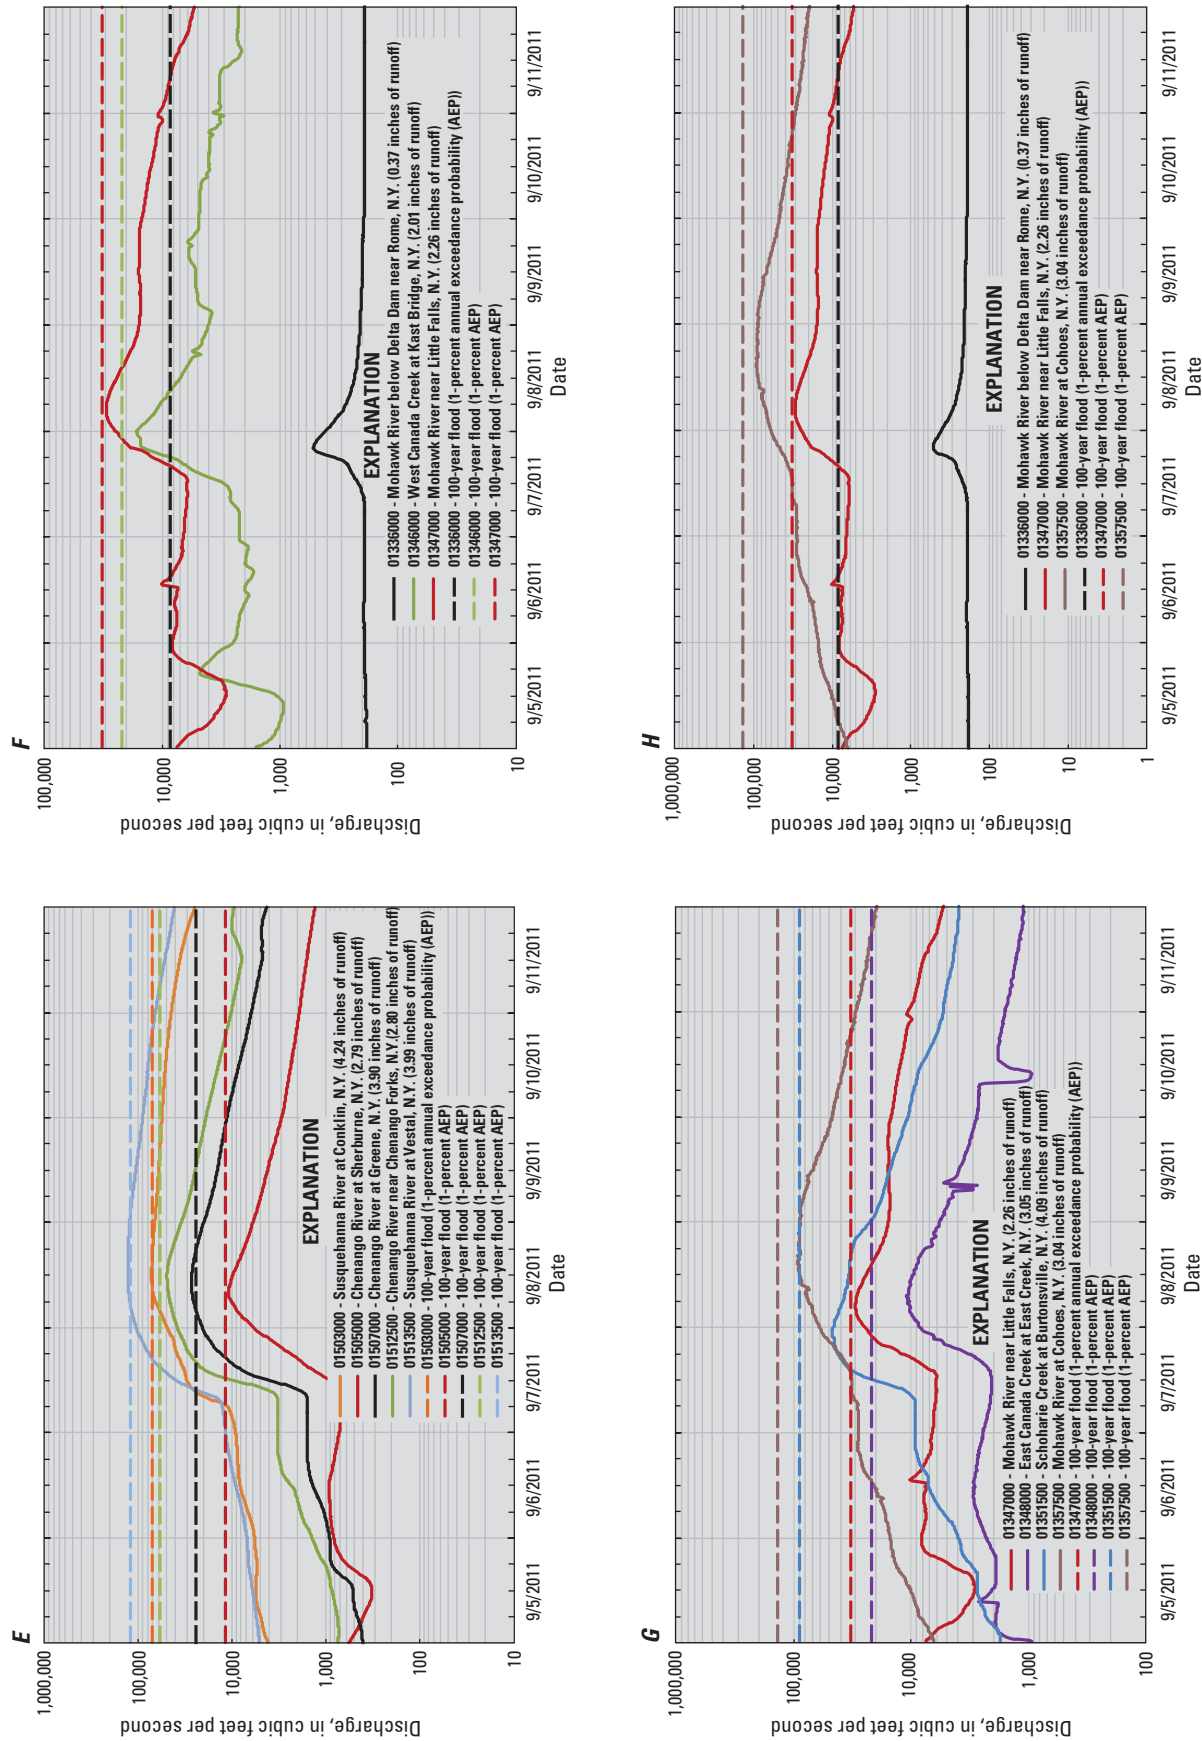 E
Discharge, in cubic feet per second
1,000,000
100,000
10,000
1,000
100
10
9/5/2011
9/6/2011
9/7/2011
9/8/2011
9/9/2011
9/10/2011
9/11/2011
Date
EXPLANATION
01503000 - Susquehanna River at Conklin, N.Y. (4.24 inches of runoff)
01505000 - Chenango River at Sherburne, N.Y. (2.79 inches of runoff)
01507000 - Chenango River at Greene, N.Y. (3.90 inches of runoff)
01512500 - Chenango River near Chenango Forks, N.Y. (2.80 inches of runoff)
01513500 - Susquehanna River at Vestal, N.Y. (3.99 inches of runoff)
01503000 - 100-year flood (1-percent annual exceedance probability (AEP))
01505000 - 100-year flood (1-percent AEP)
01507000 - 100-year flood (1-percent AEP)
01512500 - 100-year flood (1-percent AEP)
01513500 - 100-year flood (1-percent AEP)
F
Discharge, in cubic feet per second
100,000
10,000
1,000
100
10
9/5/2011
9/6/2011
9/7/2011
9/8/2011
9/9/2011
9/10/2011
9/11/2011
Date
EXPLANATION
01336000 - Mohawk River below Delta Dam near Rome, N.Y. (0.37 inches of runoff)
01346000 - West Canada Creek at Kast Bridge, N.Y. (2.01 inches of runoff)
01347000 - Mohawk River near Little Falls, N.Y. (2.26 inches of runoff)
01336000 - 100-year flood (1-percent annual exceedance probability (AEP))
01346000 - 100-year flood (1-percent AEP)
01347000 - 100-year flood (1-percent AEP)
G
Discharge, in cubic feet per second
1,000,000
100,000
10,000
1,000
100
9/5/2011
9/6/2011
9/7/2011
9/8/2011
9/9/2011
9/10/2011
9/11/2011
Date
EXPLANATION
01347000 - Mohawk River near Little Falls, N.Y. (2.26 inches of runoff)
01348000 - East Canada Creek at East Creek, N.Y. (3.05 inches of runoff)
01351500 - Schoharie Creek at Burtonsville, N.Y. (4.09 inches of runoff)
01357500 - Mohawk River at Cohoes, N.Y. (3.04 inches of runoff)
01347000 - 100-year flood (1-percent annual exceedance probability (AEP))
01348000 - 100-year flood (1-percent AEP)
01351500 - 100-year flood (1-percent AEP)
01357500 - 100-year flood (1-percent AEP)
H
Discharge, in cubic feet per second
1,000,000
100,000
10,000
1,000
100
10
1
9/5/2011
9/6/2011
9/7/2011
9/8/2011
9/9/2011
9/10/2011
9/11/2011
Date
EXPLANATION
01336000 - Mohawk River below Delta Dam near Rome, N.Y. (0.37 inches of runoff)
01347000 - Mohawk River near Little Falls, N.Y. (2.26 inches of runoff)
01357500 - Mohawk River at Cohoes, N.Y. (3.04 inches of runoff)
01336000 - 100-year flood (1-percent annual exceedance probability (AEP))
01347000 - 100-year flood (1-percent AEP)
01357500 - 100-year flood (1-percent AEP)